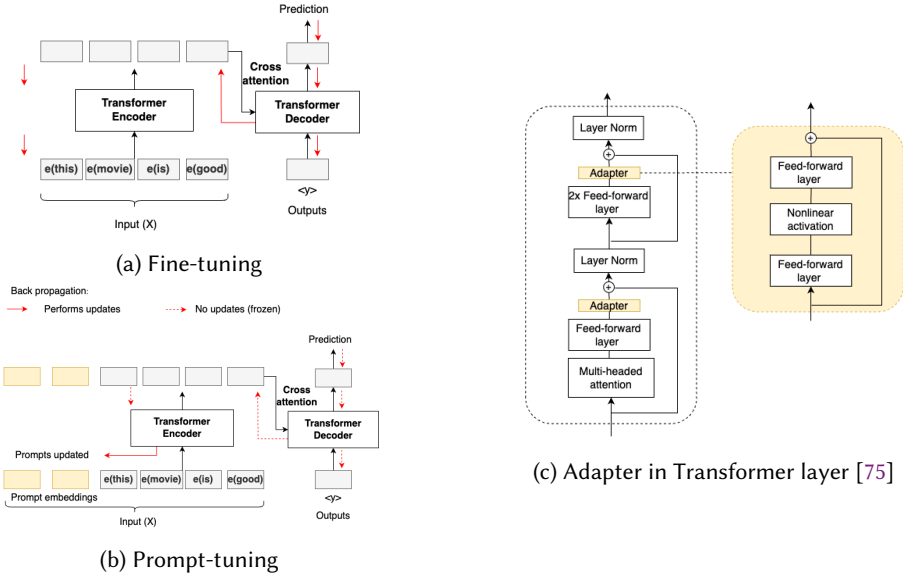 Prediction
Cross
attention
Transformer
Encoder
Transformer
Decoder
e(this) e(movie) e(is) e(good)
<y>
Input (X)
Outputs
(a) Fine-tuning
Back propagation:
Performs updates
No updates (frozen)
Prediction
Cross
attention
Transformer
Encoder
Transformer
Decoder
Prompts updated
e(this) e(movie) e(is) e(good)
Prompt embeddings
<y>
Input (X)
Outputs
(b) Prompt-tuning
Layer Norm
+
Adapter
2x Feed-forward
layer
Layer Norm
+
Adapter
Feed-forward
layer
Multi-headed
attention
+
Feed-forward
layer
Nonlinear
activation
Feed-forward
layer
(c) Adapter in Transformer layer [75]